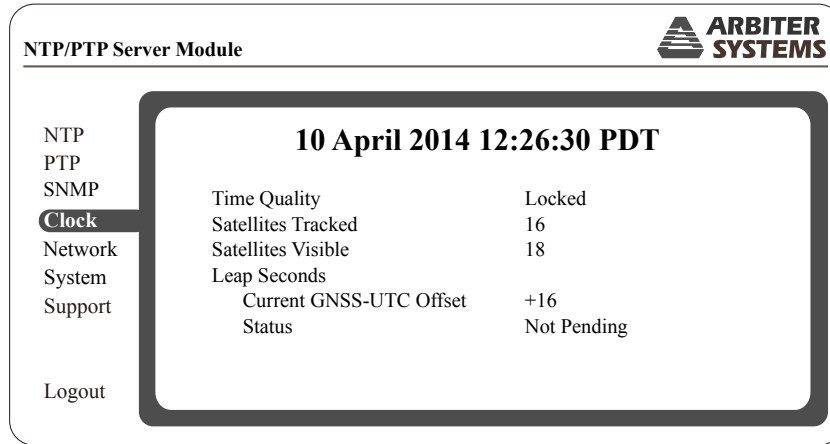 NTP/PTP Server Module
ARBITER
SYSTEMS
NTP
PTP
SNMP
Clock
Network
System
Support
Logout
10 April 2014 12:26:30 PDT
Time Quality Locked
Satellites Tracked 16
Satellites Visible 18
Leap Seconds
Current GNSS-UTC Offset +16
Status Not Pending